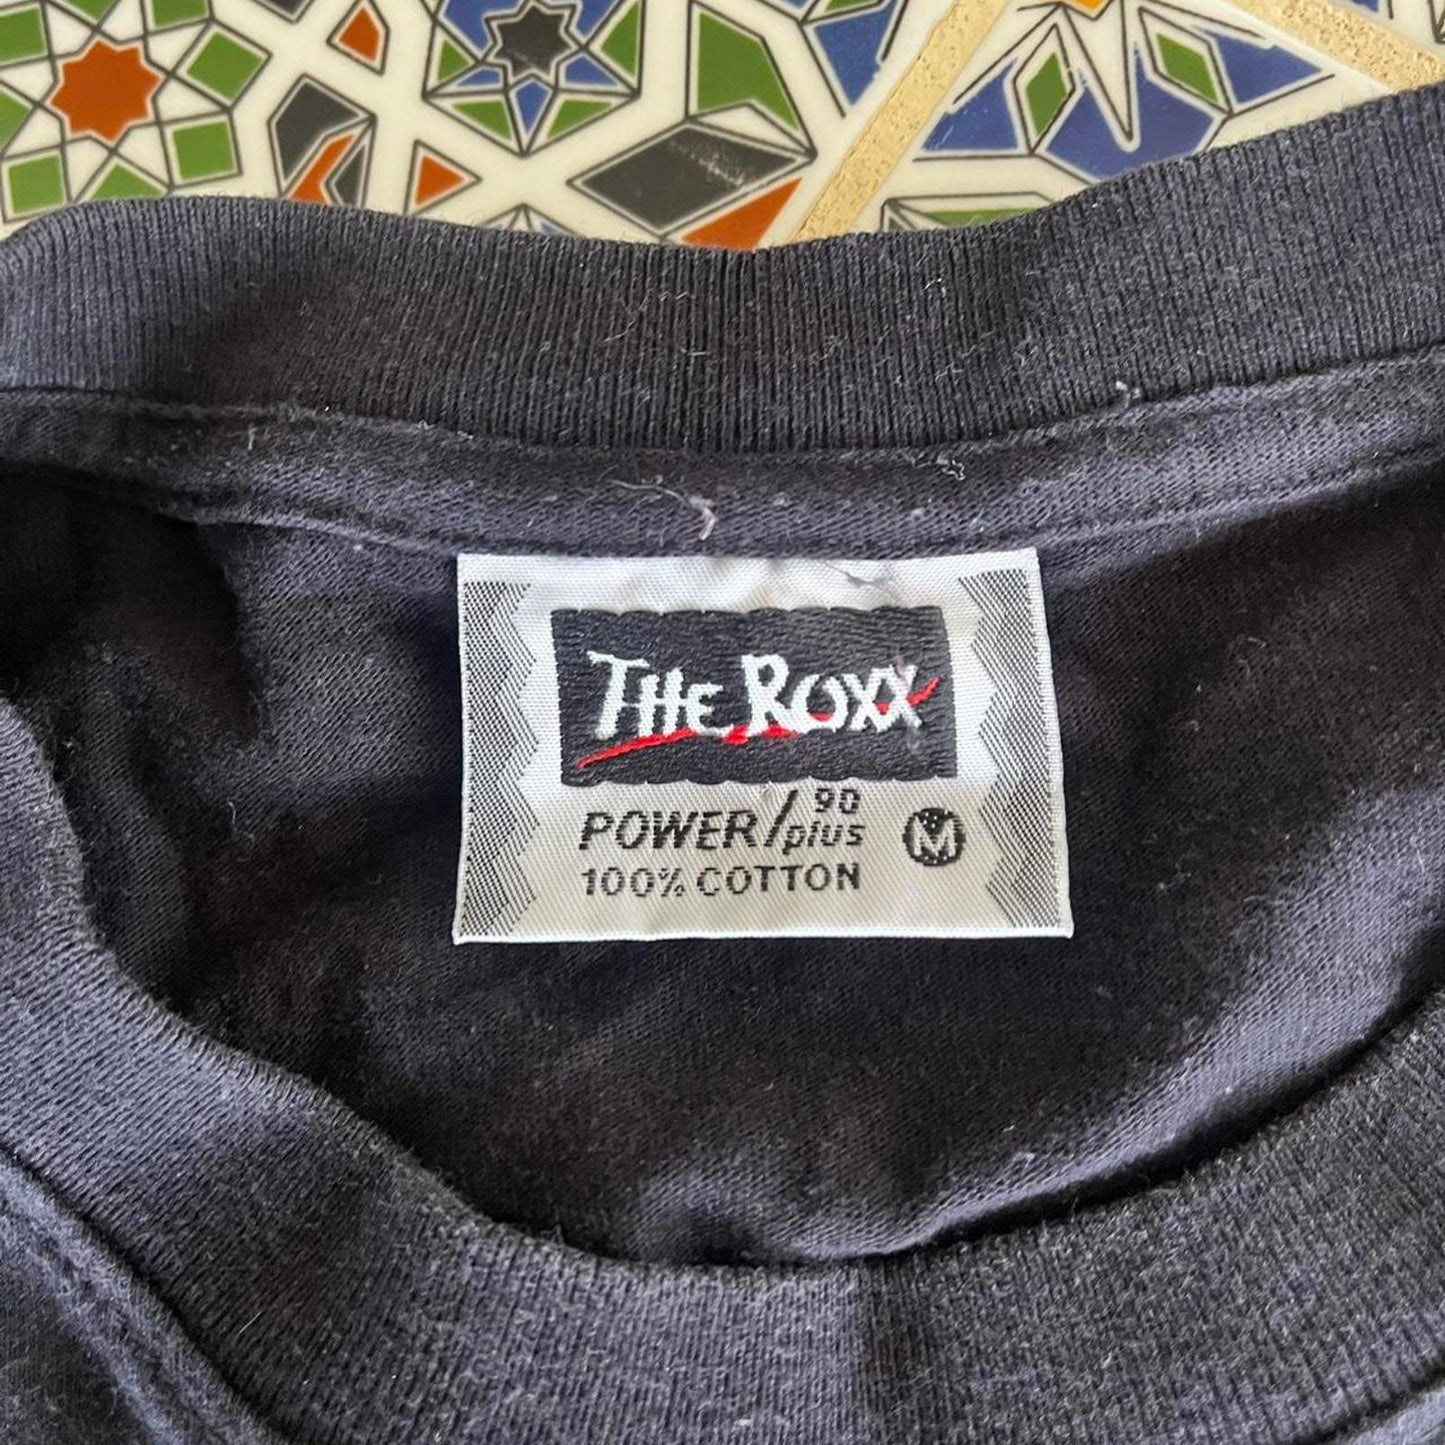 THE ROXX
POWER/90 plus
100% COTTON
M